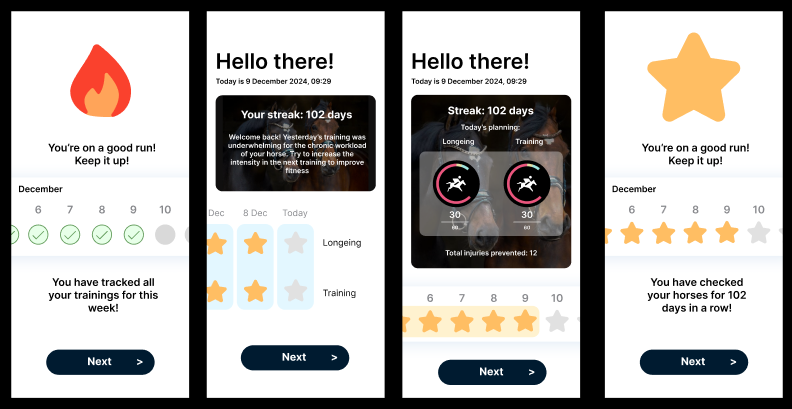 You're on a good run!
Keep it up!
December
6 7 8 9 10
You have tracked all
your trainings for this
week!
Next >
Hello there!
Today is 9 December 2024, 09:29
Your streak: 102 days
Welcome back! Yesterday's training was
underwhelming for the chronic workload
of your horse. Try to increase the
intensity in the next training to improve
fitness
Dec 8 Dec Today
Longeing
Training
Next >
Hello there!
Today is 9 December 2024, 09:29
Streak: 102 days
Today's planning:
Longeing Training
30 30
60 60
Total injuries prevented: 12
6 7 8 9 10
Next >
You're on a good run!
Keep it up!
December
6 7 8 9 10
You have checked
your horses for 102
days in a row!
Next >